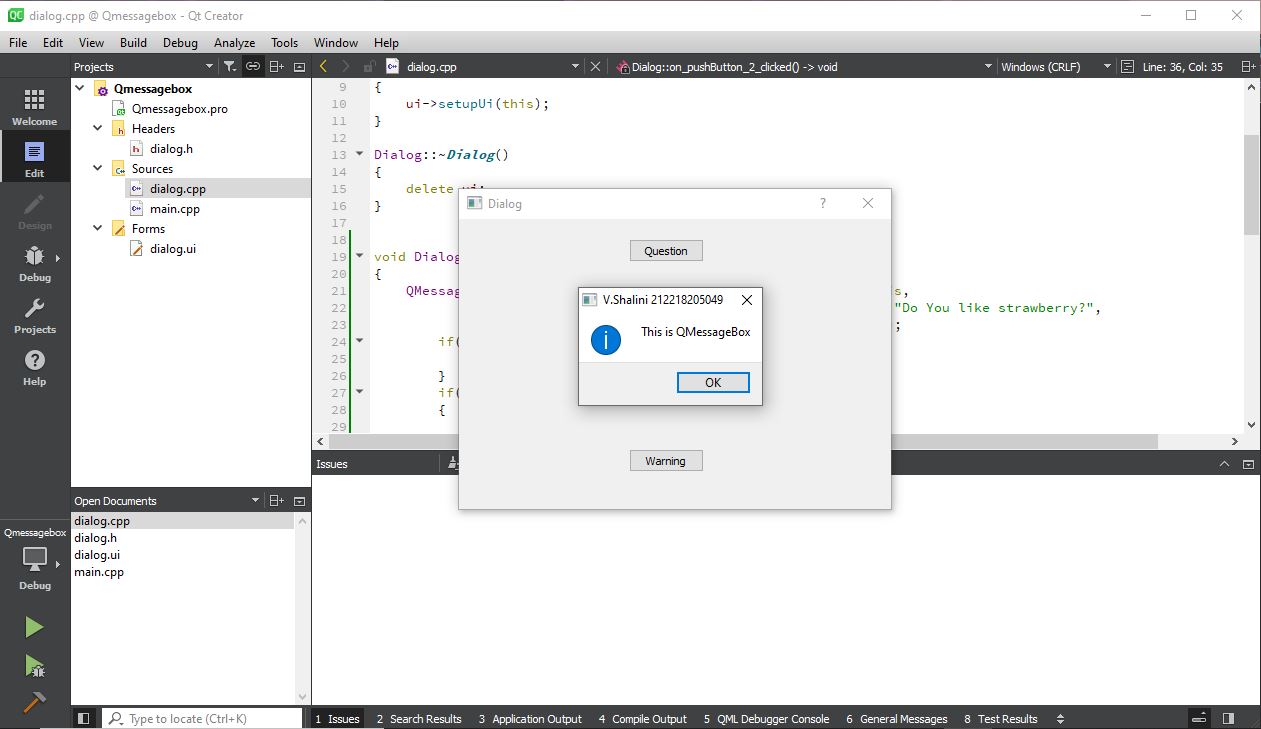 dialog.cpp @ Qmessagebox - Qt Creator
File Edit View Build Debug Analyze Tools Window Help
Projects
dialog.cpp
Dialog::on_pushButton_2_clicked() -> void
Windows (CRLF)
Line: 36, Col: 35
Welcome
Edit
Design
Debug
Projects
Help
Qmessagebox
Qmessagebox.pro
Headers
dialog.h
Sources
dialog.cpp
main.cpp
Forms
dialog.ui
9 {
10 ui->setupUi(this);
11 }
12
13 Dialog::~Dialog()
14 {
15 delete ui;
16 }
17
18
19 void Dialog
20 {
21 QMessag s,
22 "Do You like strawberry?",
23 ;
24 if(
25
26 }
27 if(
28 {
29
Dialog
?
Question
V.Shalini 212218205049
This is QMessageBox
OK
Warning
Issues
Open Documents
dialog.cpp
dialog.h
dialog.ui
main.cpp
Qmessagebox
Debug
Type to locate (Ctrl+K)
1 Issues 2 Search Results 3 Application Output 4 Compile Output 5 QML Debugger Console 6 General Messages 8 Test Results